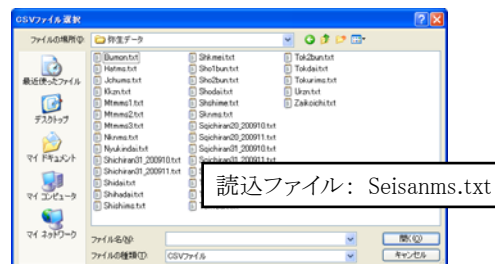 CSVファイル選択
ファイルの場所(I):
弥生データ
最近使ったファイル
デスクトップ
マイ ドキュメント
マイ コンピュータ
マイ ネットワーク
Bumon.txt
Hatms.txt
Jchums.txt
Kkzn.txt
Mtmms1.txt
Mtmms2.txt
Mtmms3.txt
Nknms.txt
Nyukindai.txt
Shichiran31_200910.txt
Shichiran31_200911.txt
Shidai.txt
Shihadai.txt
Shishims.txt
Shkmei.txt
Sho1bun.txt
Sho2bun.txt
Shodai.txt
Shshime.txt
Sknms.txt
Sqichiran20_200910.txt
Sqichiran20_200911.txt
Sqichiran31_200910.txt
Sqichiran31_200911.txt
Tok2bun.txt
Tokdai.txt
Tokurims.txt
Urzn.txt
Zaikoichi.txt
読込ファイル： Seisanms.txt
ファイル名(N):
開く(O)
ファイルの種類(T):
CSVファイル
キャンセル